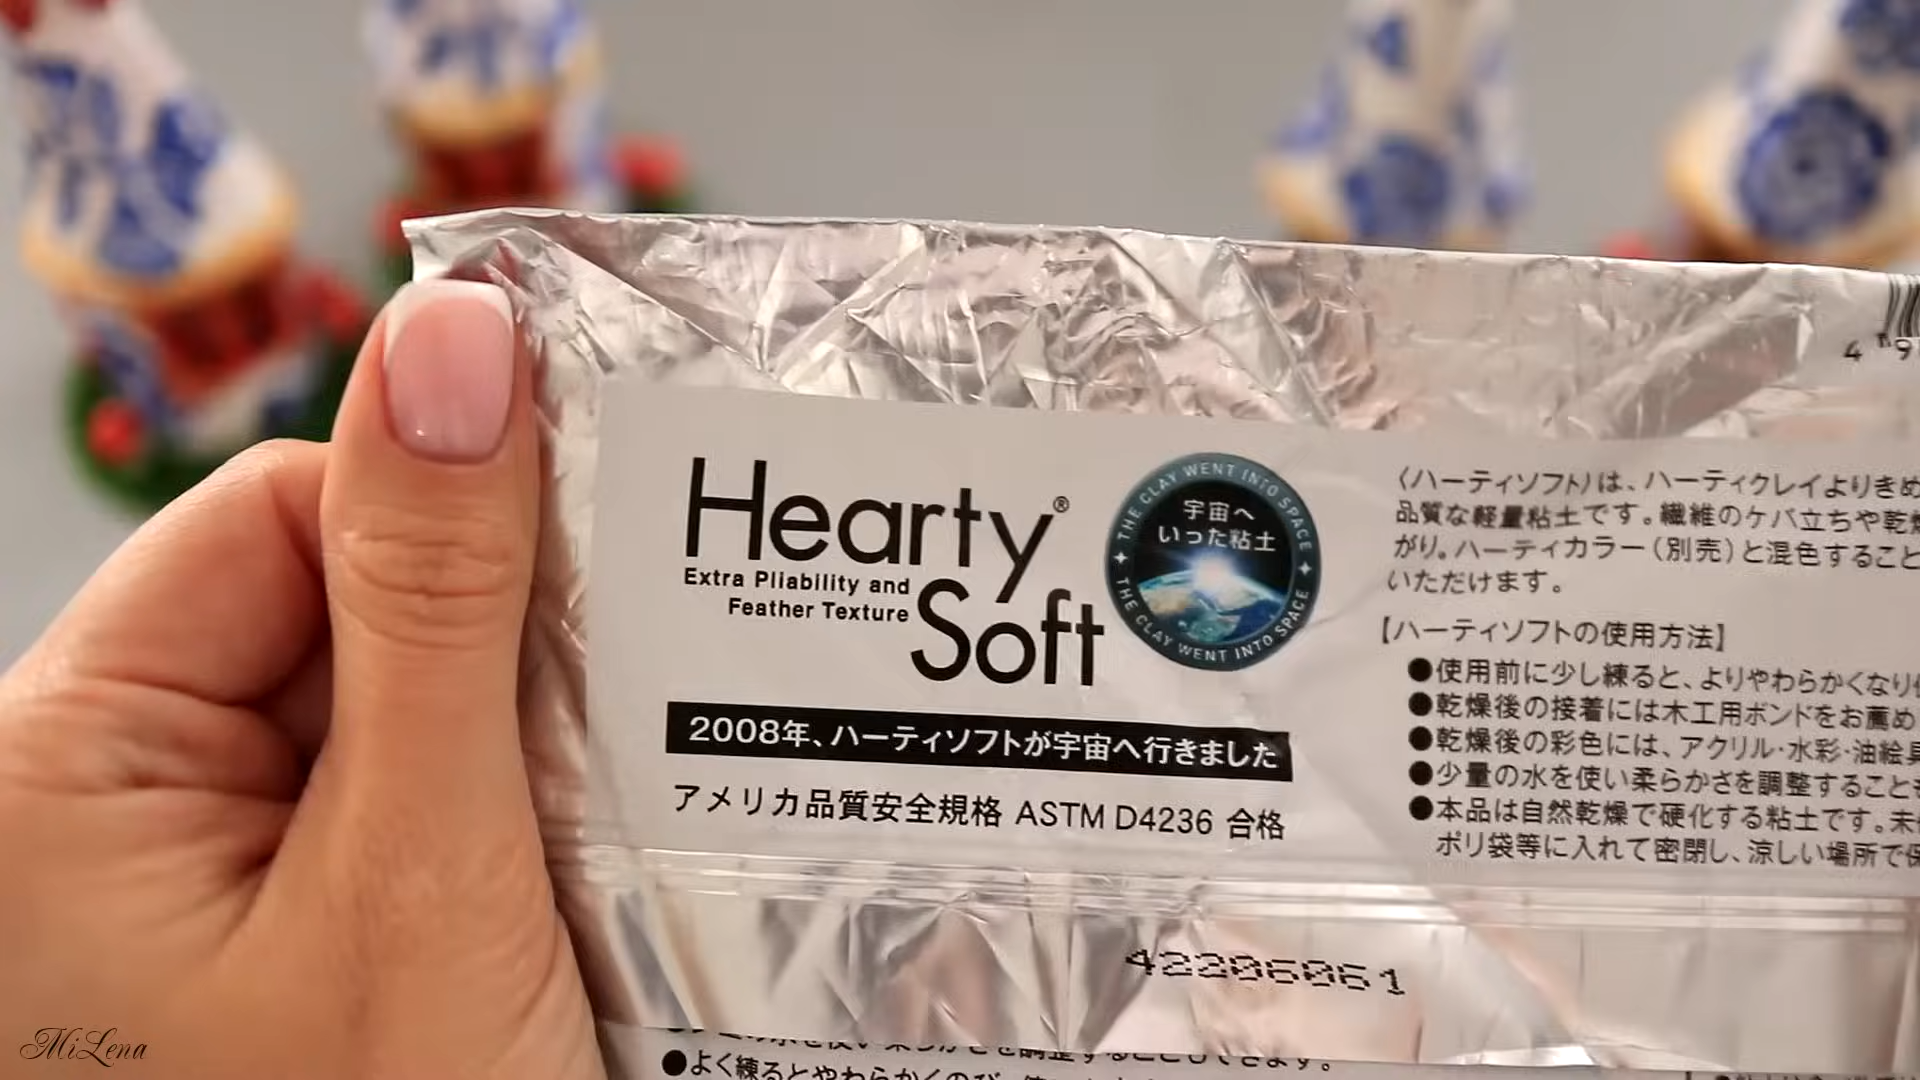 4 9
Hearty®
Extra Pliability and
Feather Texture
Soft
THE CLAY WENT INTO SPACE
宇宙へ
いった粘土
THE CLAY WENT INTO SPACE
2008年、ハーティソフトが宇宙へ行きました
アメリカ品質安全規格 ASTM D4236 合格
〈ハーティソフト〉は、ハーティクレイよりきめ
品質な軽量粘土です。繊維のケバ立ちや乾燥
がり。ハーティカラー(別売)と混色すること
いただけます。
【ハーティソフトの使用方法】
●使用前に少し練ると、よりやわらかくなり
●乾燥後の接着には木工用ボンドをお薦め
●乾燥後の彩色には、アクリル・水彩・油絵具
●少量の水を使い柔らかさを調整すること
●本品は自然乾燥で硬化する粘土です。未
ポリ袋等に入れて密閉し、涼しい場所で保
42206061
●よく練るとやわらかくのび、
MiLena